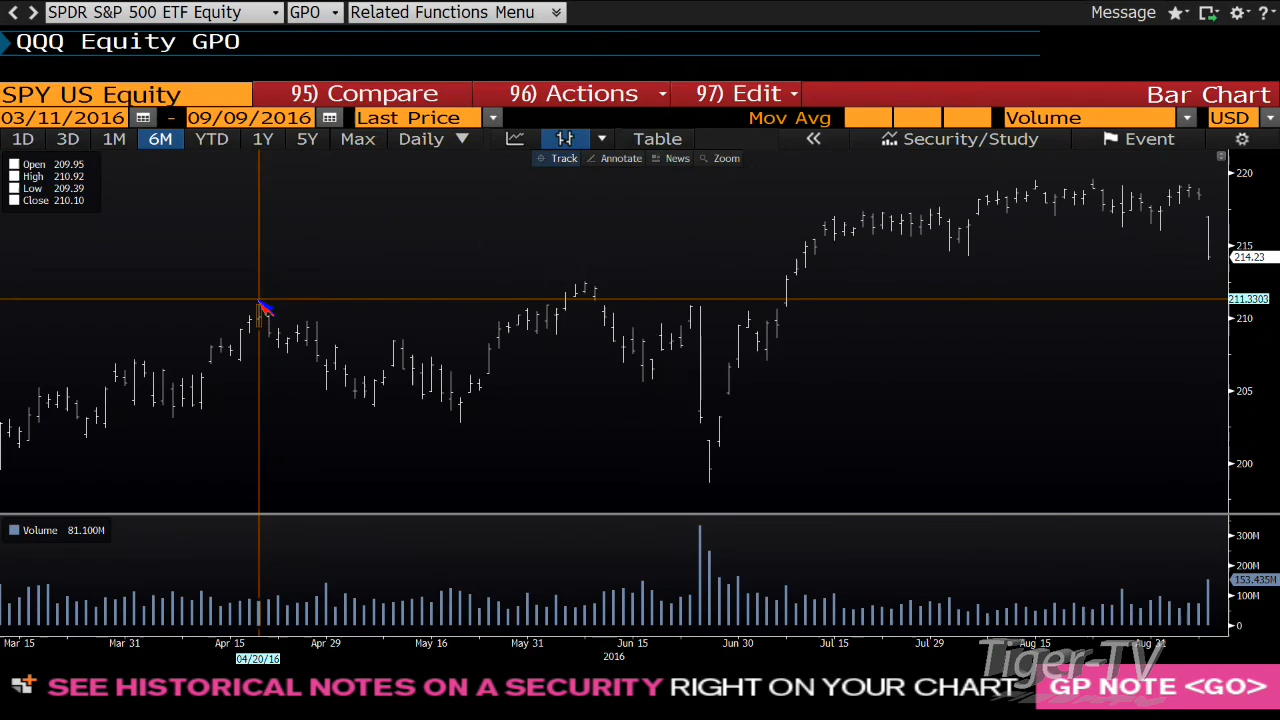 SPDR S&P 500 ETF Equity GPO Related Functions Menu Message ?
QQQ Equity GPO
SPY US Equity 95) Compare 96) Actions 97) Edit Bar Chart
03/11/2016 - 09/09/2016 Last Price Mov Avg Volume USD
1D 3D 1M 6M YTD 1Y 5Y Max Daily Table Security/Study Event
Track Annotate News Zoom
Open 209.95
High 210.92
Low 209.39
Close 210.10
220
215
214.23
211.3303
210
205
200
Volume 81.100M
300M
200M
153.435M
100M
0
Mar 15 Mar 31 Apr 15 Apr 29 May 16 May 31 Jun 15 Jun 30 Jul 15 Jul 29 Aug 15 Aug 31
04/20/16 2016
Tiger-TV
SEE HISTORICAL NOTES ON A SECURITY RIGHT ON YOUR CHART GP NOTE <GO>